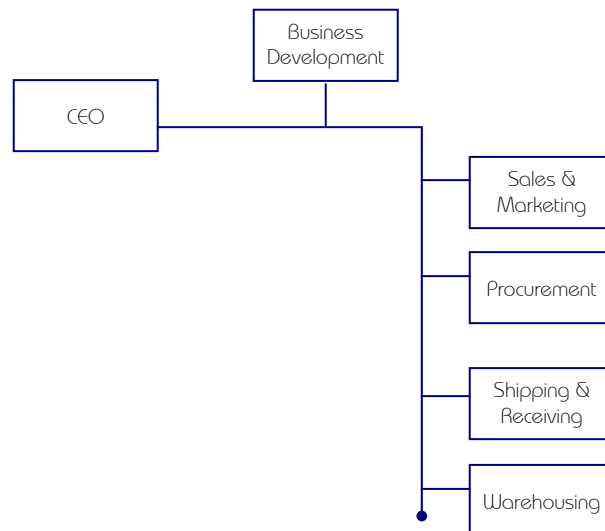 Business
Development
CEO
Sales &
Marketing
Procurement
Shipping &
Receiving
Warehousing